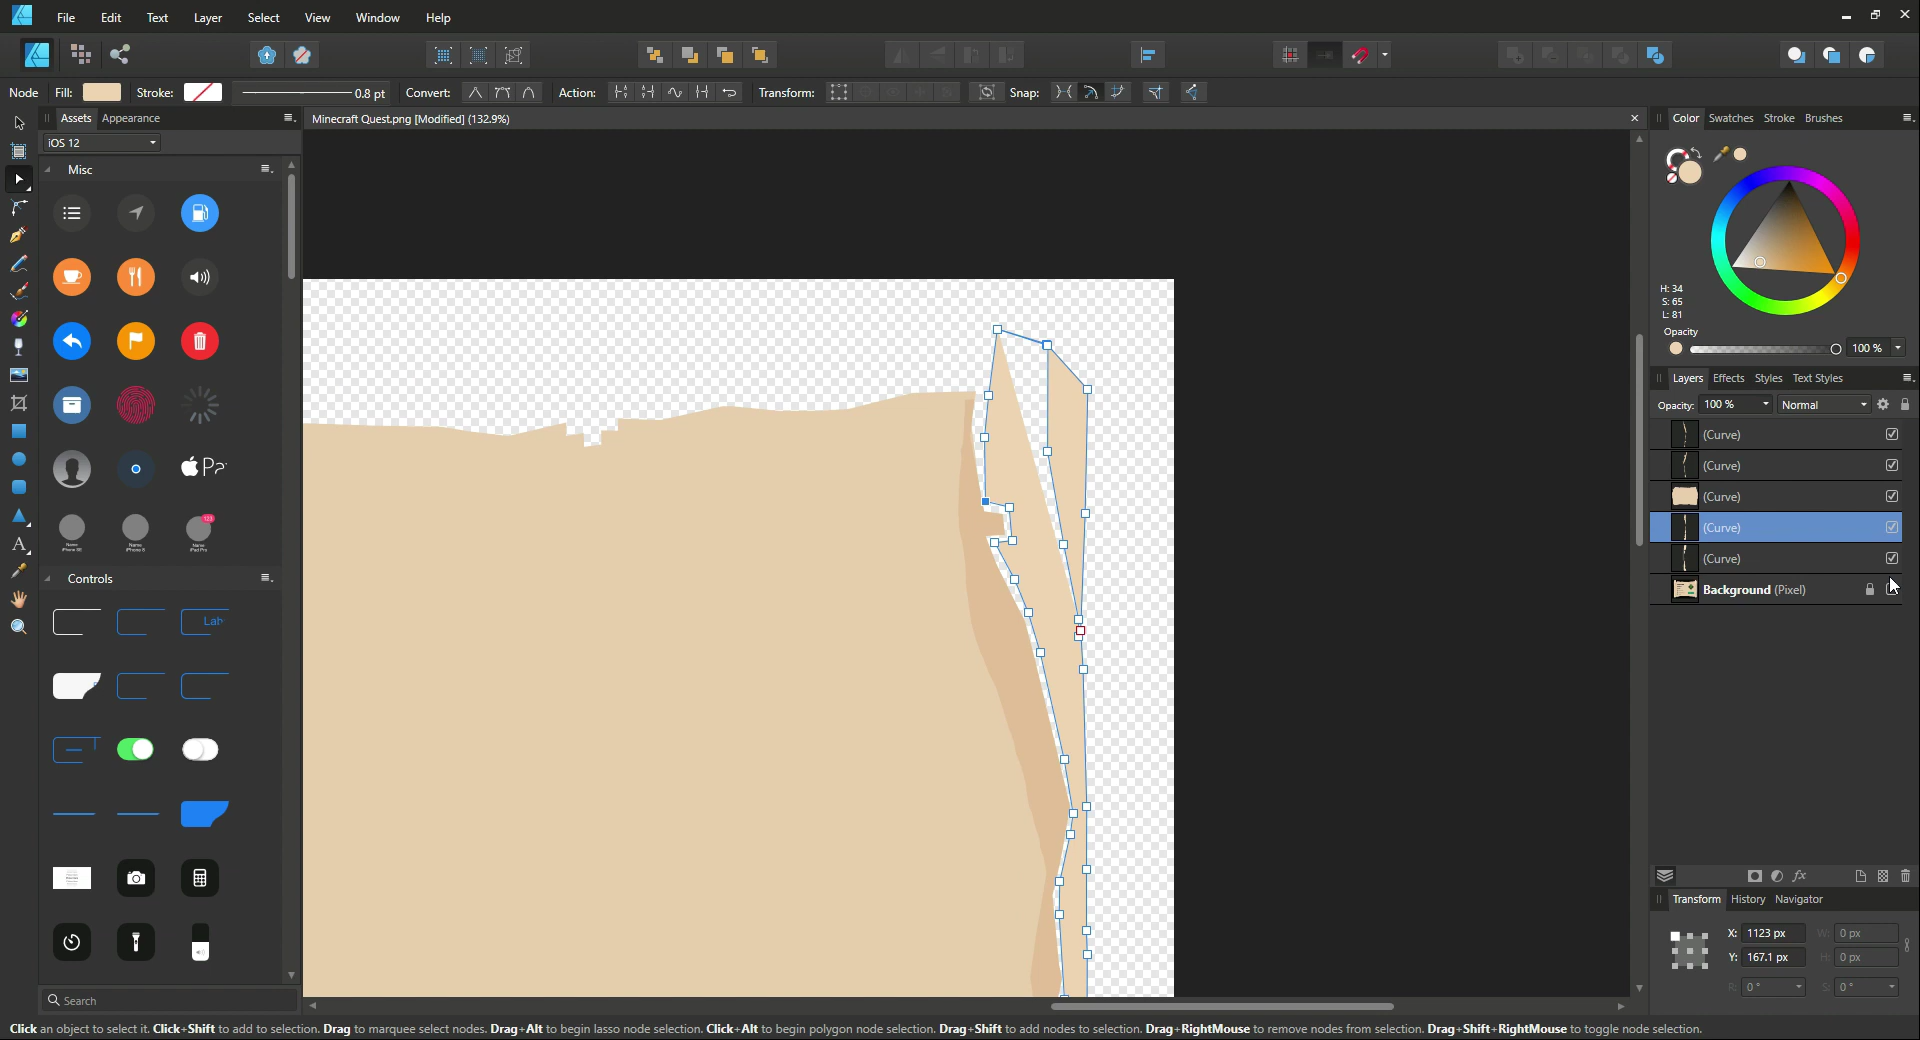 File Edit Text Layer Select View Window Help
Node Fill: Stroke: 0.8 pt Convert: Action: Transform: Snap:
Assets Appearance
Minecraft Quest.png [Modified] (132.9%)
Color Swatches Stroke Brushes
iOS 12
Misc
H: 34
S: 65
L: 81
Opacity
100 %
Layers Effects Styles Text Styles
Opacity: 100 % Normal
(Curve)
(Curve)
(Curve)
(Curve)
(Curve)
Background (Pixel)
Pa
123
Controls
Lab
Transform History Navigator
X: 1123 px W: 0 px
Y: 167.1 px H: 0 px
R: 0 ° S: 0 °
Search
Click an object to select it. Click+Shift to add to selection. Drag to marquee select nodes. Drag+Alt to begin lasso node selection. Click+Alt to begin polygon node selection. Drag+Shift to add nodes to selection. Drag+RightMouse to remove nodes from selection. Drag+Shift+RightMouse to toggle node selection.